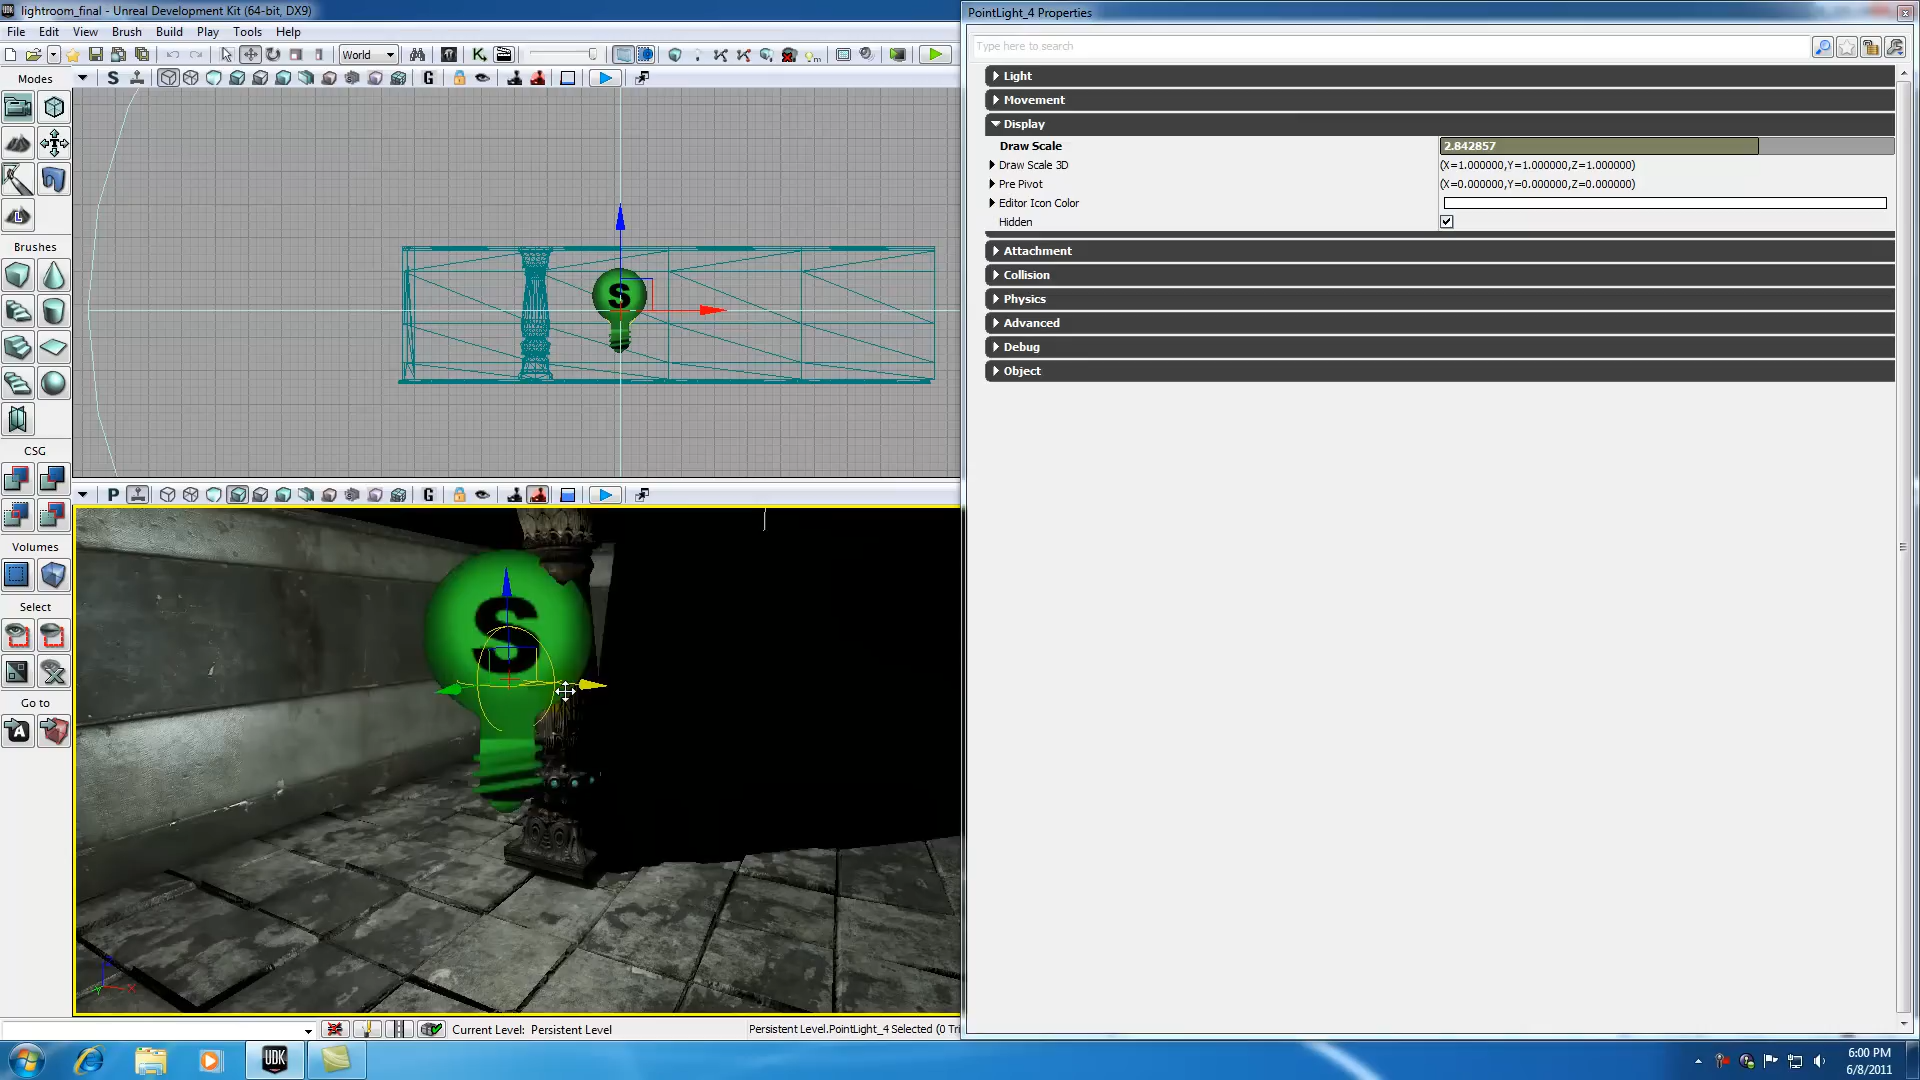 lightroom_final - Unreal Development Kit (64-bit, DX9)
File Edit View Brush Build Play Tools Help
World
Modes
S
G
L
Brushes
CSG
Volumes
Select
Go to
A
S
P
G
S
Current Level: Persistent Level
Persistent Level.PointLight_4 Selected (0 Tri
PointLight_4 Properties
Type here to search
Light
Movement
Display
Draw Scale 2.842857
Draw Scale 3D (X=1.000000,Y=1.000000,Z=1.000000)
Pre Pivot (X=0.000000,Y=0.000000,Z=0.000000)
Editor Icon Color
Hidden
Attachment
Collision
Physics
Advanced
Debug
Object
UDK
6:00 PM
6/8/2011